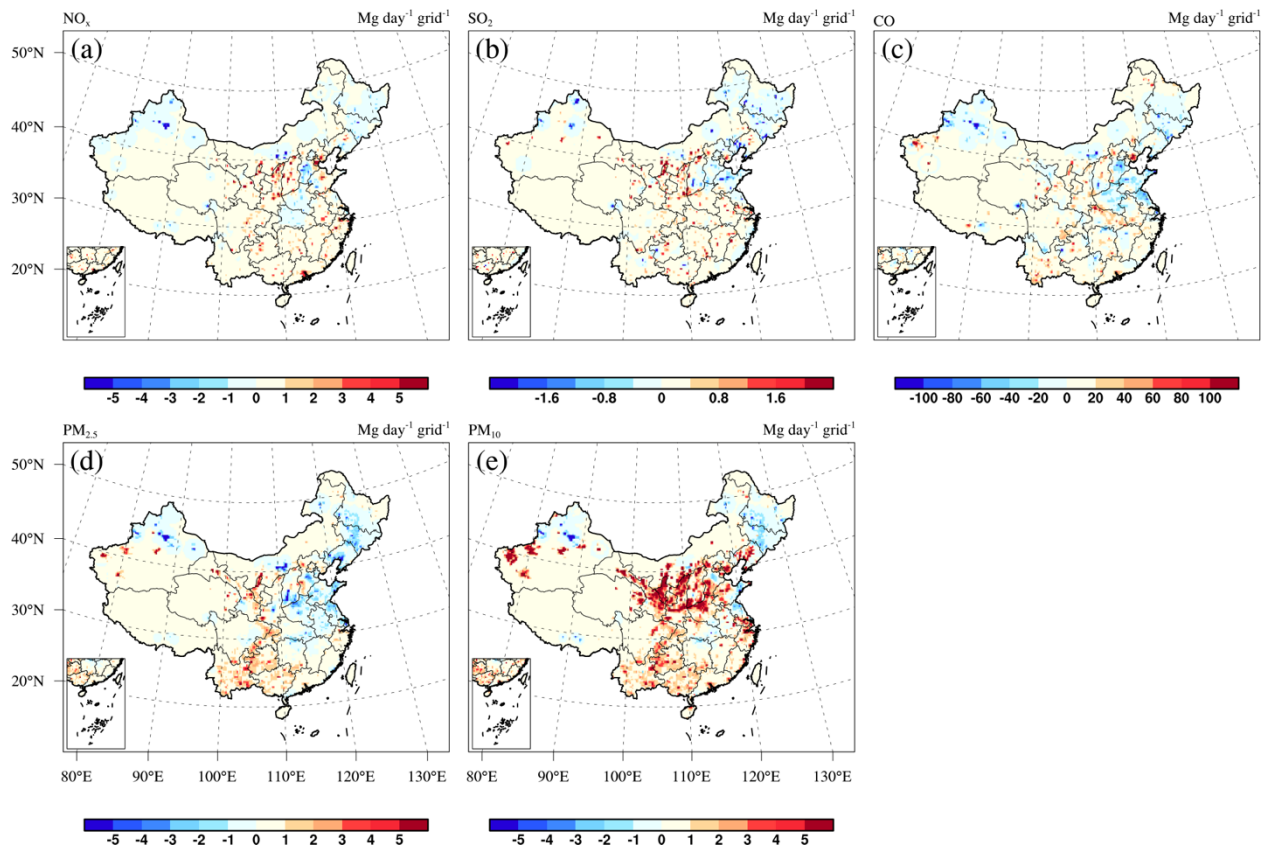 NOx Mg day-1 grid-1 SO2 Mg day-1 grid-1 CO Mg day-1 grid-1
(a) (b) (c)
50°N
40°N
30°N
20°N
-5 -4 -3 -2 -1 0 1 2 3 4 5 -1.6 -0.8 0 0.8 1.6 -100 -80 -60 -40 -20 0 20 40 60 80 100
PM2.5 Mg day-1 grid-1 PM10 Mg day-1 grid-1
(d) (e)
50°N
40°N
30°N
20°N
80°E 90°E 100°E 110°E 120°E 130°E 80°E 90°E 100°E 110°E 120°E 130°E
-5 -4 -3 -2 -1 0 1 2 3 4 5 -5 -4 -3 -2 -1 0 1 2 3 4 5